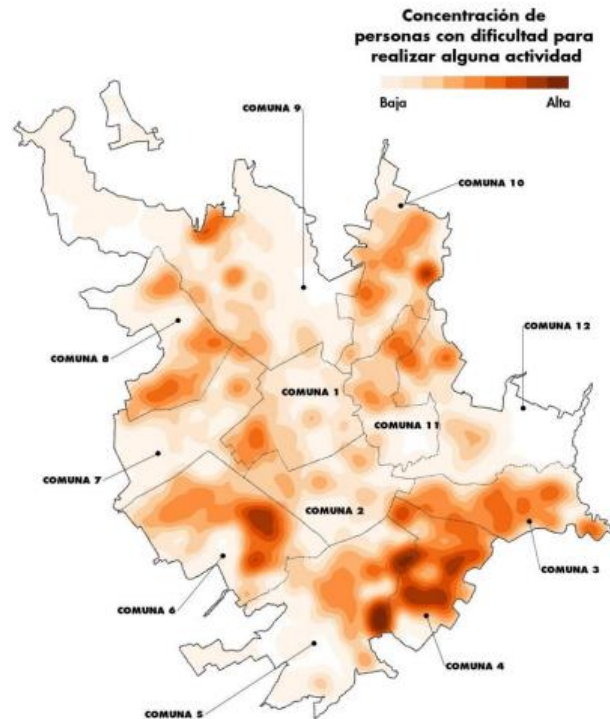 Concentración de
personas con dificultad para
realizar alguna actividad
Baja
Alta
COMUNA 9
COMUNA 10
COMUNA 12
COMUNA 8
COMUNA 1
COMUNA 11
COMUNA 7
COMUNA 2
COMUNA 3
COMUNA 6
COMUNA 4
COMUNA 5